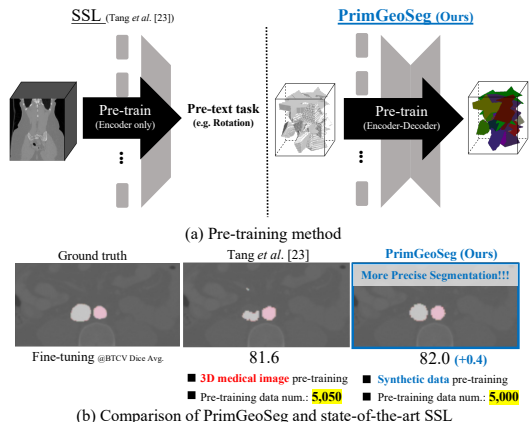 SSL (Tang et al. [23])
PrimGeoSeg (Ours)
Pre-train
(Encoder only)
Pre-text task
(e.g. Rotation)
Pre-train
(Encoder-Decoder)
(a) Pre-training method
Ground truth
Tang et al. [23]
PrimGeoSeg (Ours)
More Precise Segmentation!!!
Fine-tuning @BTCV Dice Avg.
81.6
82.0 (+0.4)
■ 3D medical image pre-training
■ Pre-training data num.: 5,050
■ Synthetic data pre-training
■ Pre-training data num.: 5,000
(b) Comparison of PrimGeoSeg and state-of-the-art SSL